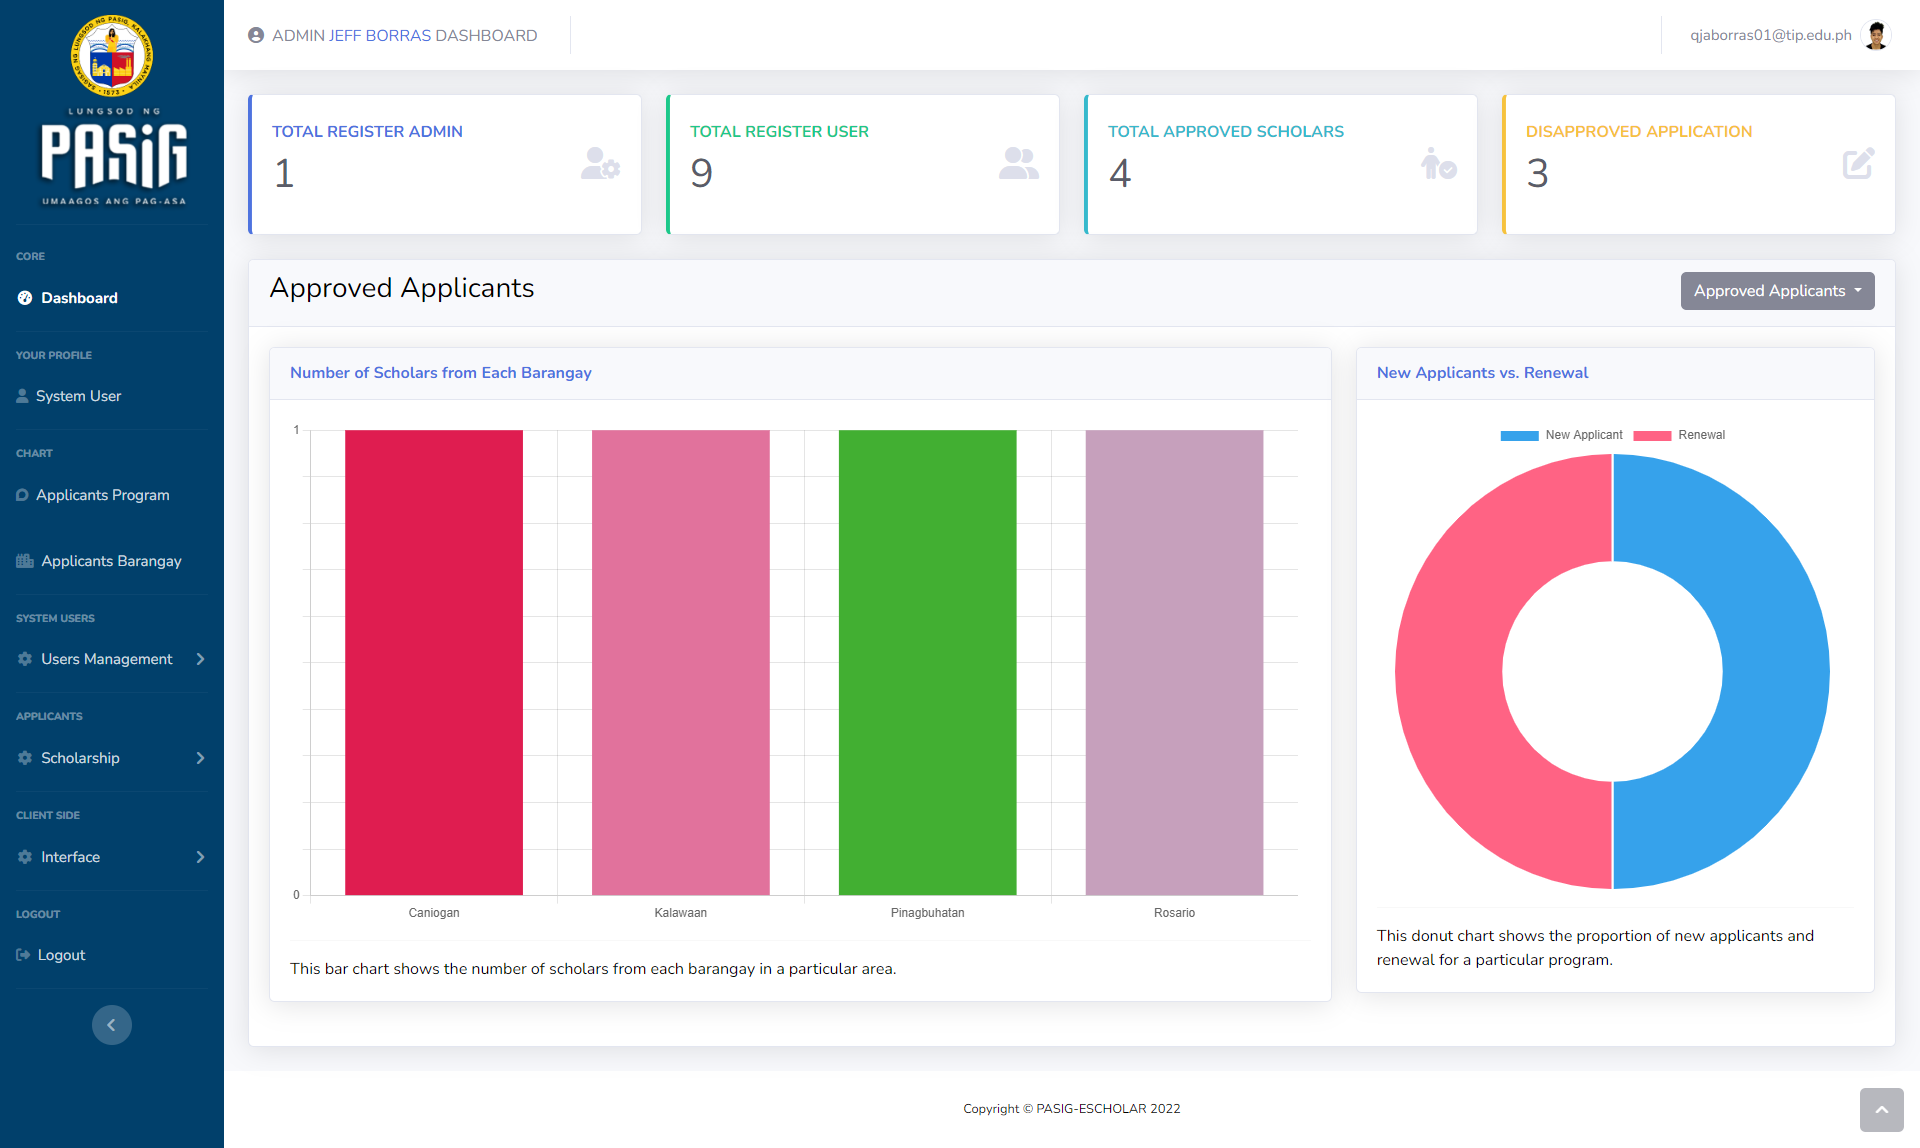 LUNGSOD NG
PASIG
UMAAGOS ANG PAG-ASA
CORE
Dashboard
YOUR PROFILE
System User
CHART
Applicants Program
Applicants Barangay
SYSTEM USERS
Users Management
APPLICANTS
Scholarship
CLIENT SIDE
Interface
LOGOUT
Logout
ADMIN JEFF BORRAS DASHBOARD
qjaborras01@tip.edu.ph
TOTAL REGISTER ADMIN
1
TOTAL REGISTER USER
9
TOTAL APPROVED SCHOLARS
4
DISAPPROVED APPLICATION
3
Approved Applicants
Approved Applicants
Number of Scholars from Each Barangay
1
0
Caniogan
Kalawaan
Pinagbuhatan
Rosario
This bar chart shows the number of scholars from each barangay in a particular area.
New Applicants vs. Renewal
New Applicant
Renewal
This donut chart shows the proportion of new applicants and
renewal for a particular program.
Copyright © PASIG-ESCHOLAR 2022